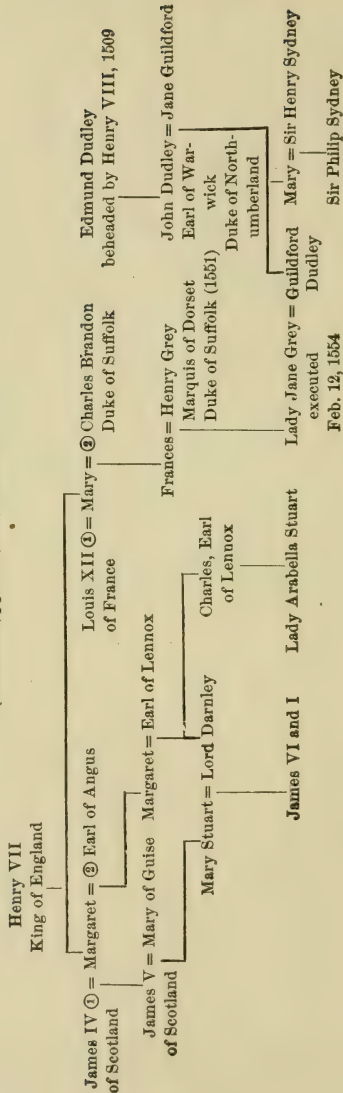 Henry VII
King of England
James IV ① = Margaret = ② Earl of Angus
of Scotland
Louis XII ① = Mary = ② Charles Brandon
of France
Duke of Suffolk
Edmund Dudley
beheaded by Henry VIII, 1509
James V = Mary of Guise
of Scotland
Margaret = Earl of Lennox
Frances = Henry Grey
Marquis of Dorset
Duke of Suffolk (1551)
John Dudley = Jane Guildford
Earl of War-
wick
Duke of North-
umberland
Mary Stuart = Lord Darnley
Charles, Earl
of Lennox
James VI and I
Lady Arabella Stuart
Lady Jane Grey = Guildford
executed
Dudley
Feb. 12, 1554
Mary = Sir Henry Sydney
Sir Philip Sydney